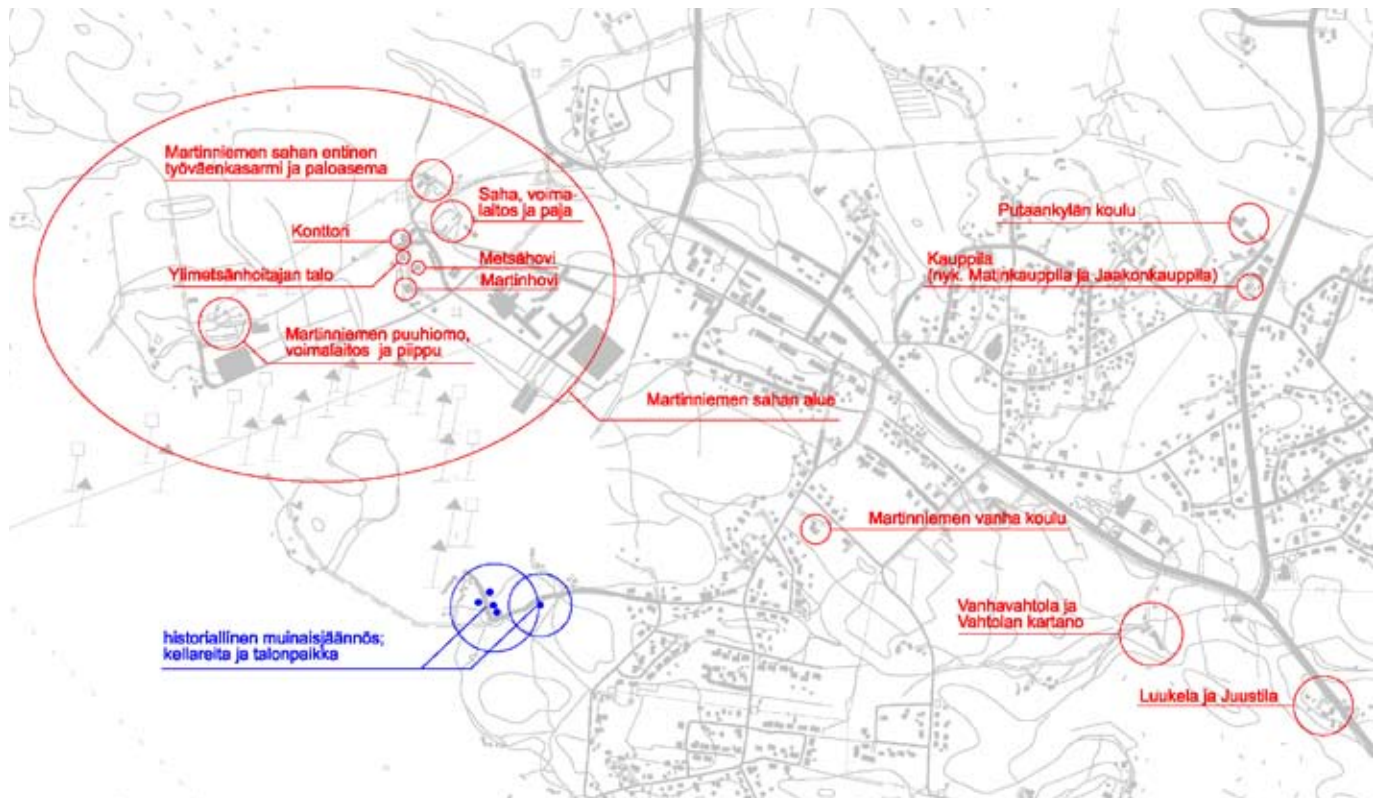 Martinniemen sahan entinen
työväenkasarmi ja paloasema
Saha, voima-
laitos ja paja
Konttori
Metsähovi
Ylimetsänhoitajan talo
Martinhovi
Martinniemen puuhiomo,
voimalaitos ja piippu
Martinniemen sahan alue
Putaankylän koulu
Kauppila
(nyk. Matinkauppila ja Jaakonkauppila)
Martinniemen vanha koulu
Vanhavahtola ja
Vahtolan kartano
Luukela ja Juustila
historiallinen muinaisjäännös;
kellareita ja talonpaikka